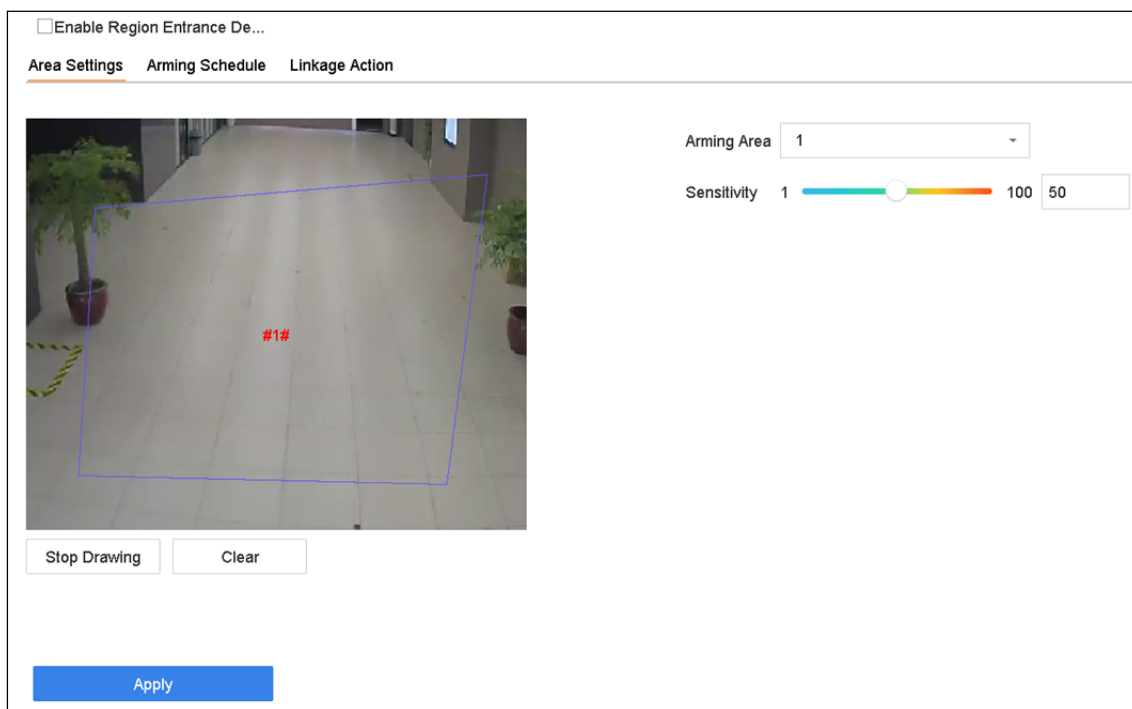 Enable Region Entrance De...
Area Settings Arming Schedule Linkage Action
Arming Area 1
Sensitivity 1 100 50
#1#
Stop Drawing Clear
Apply